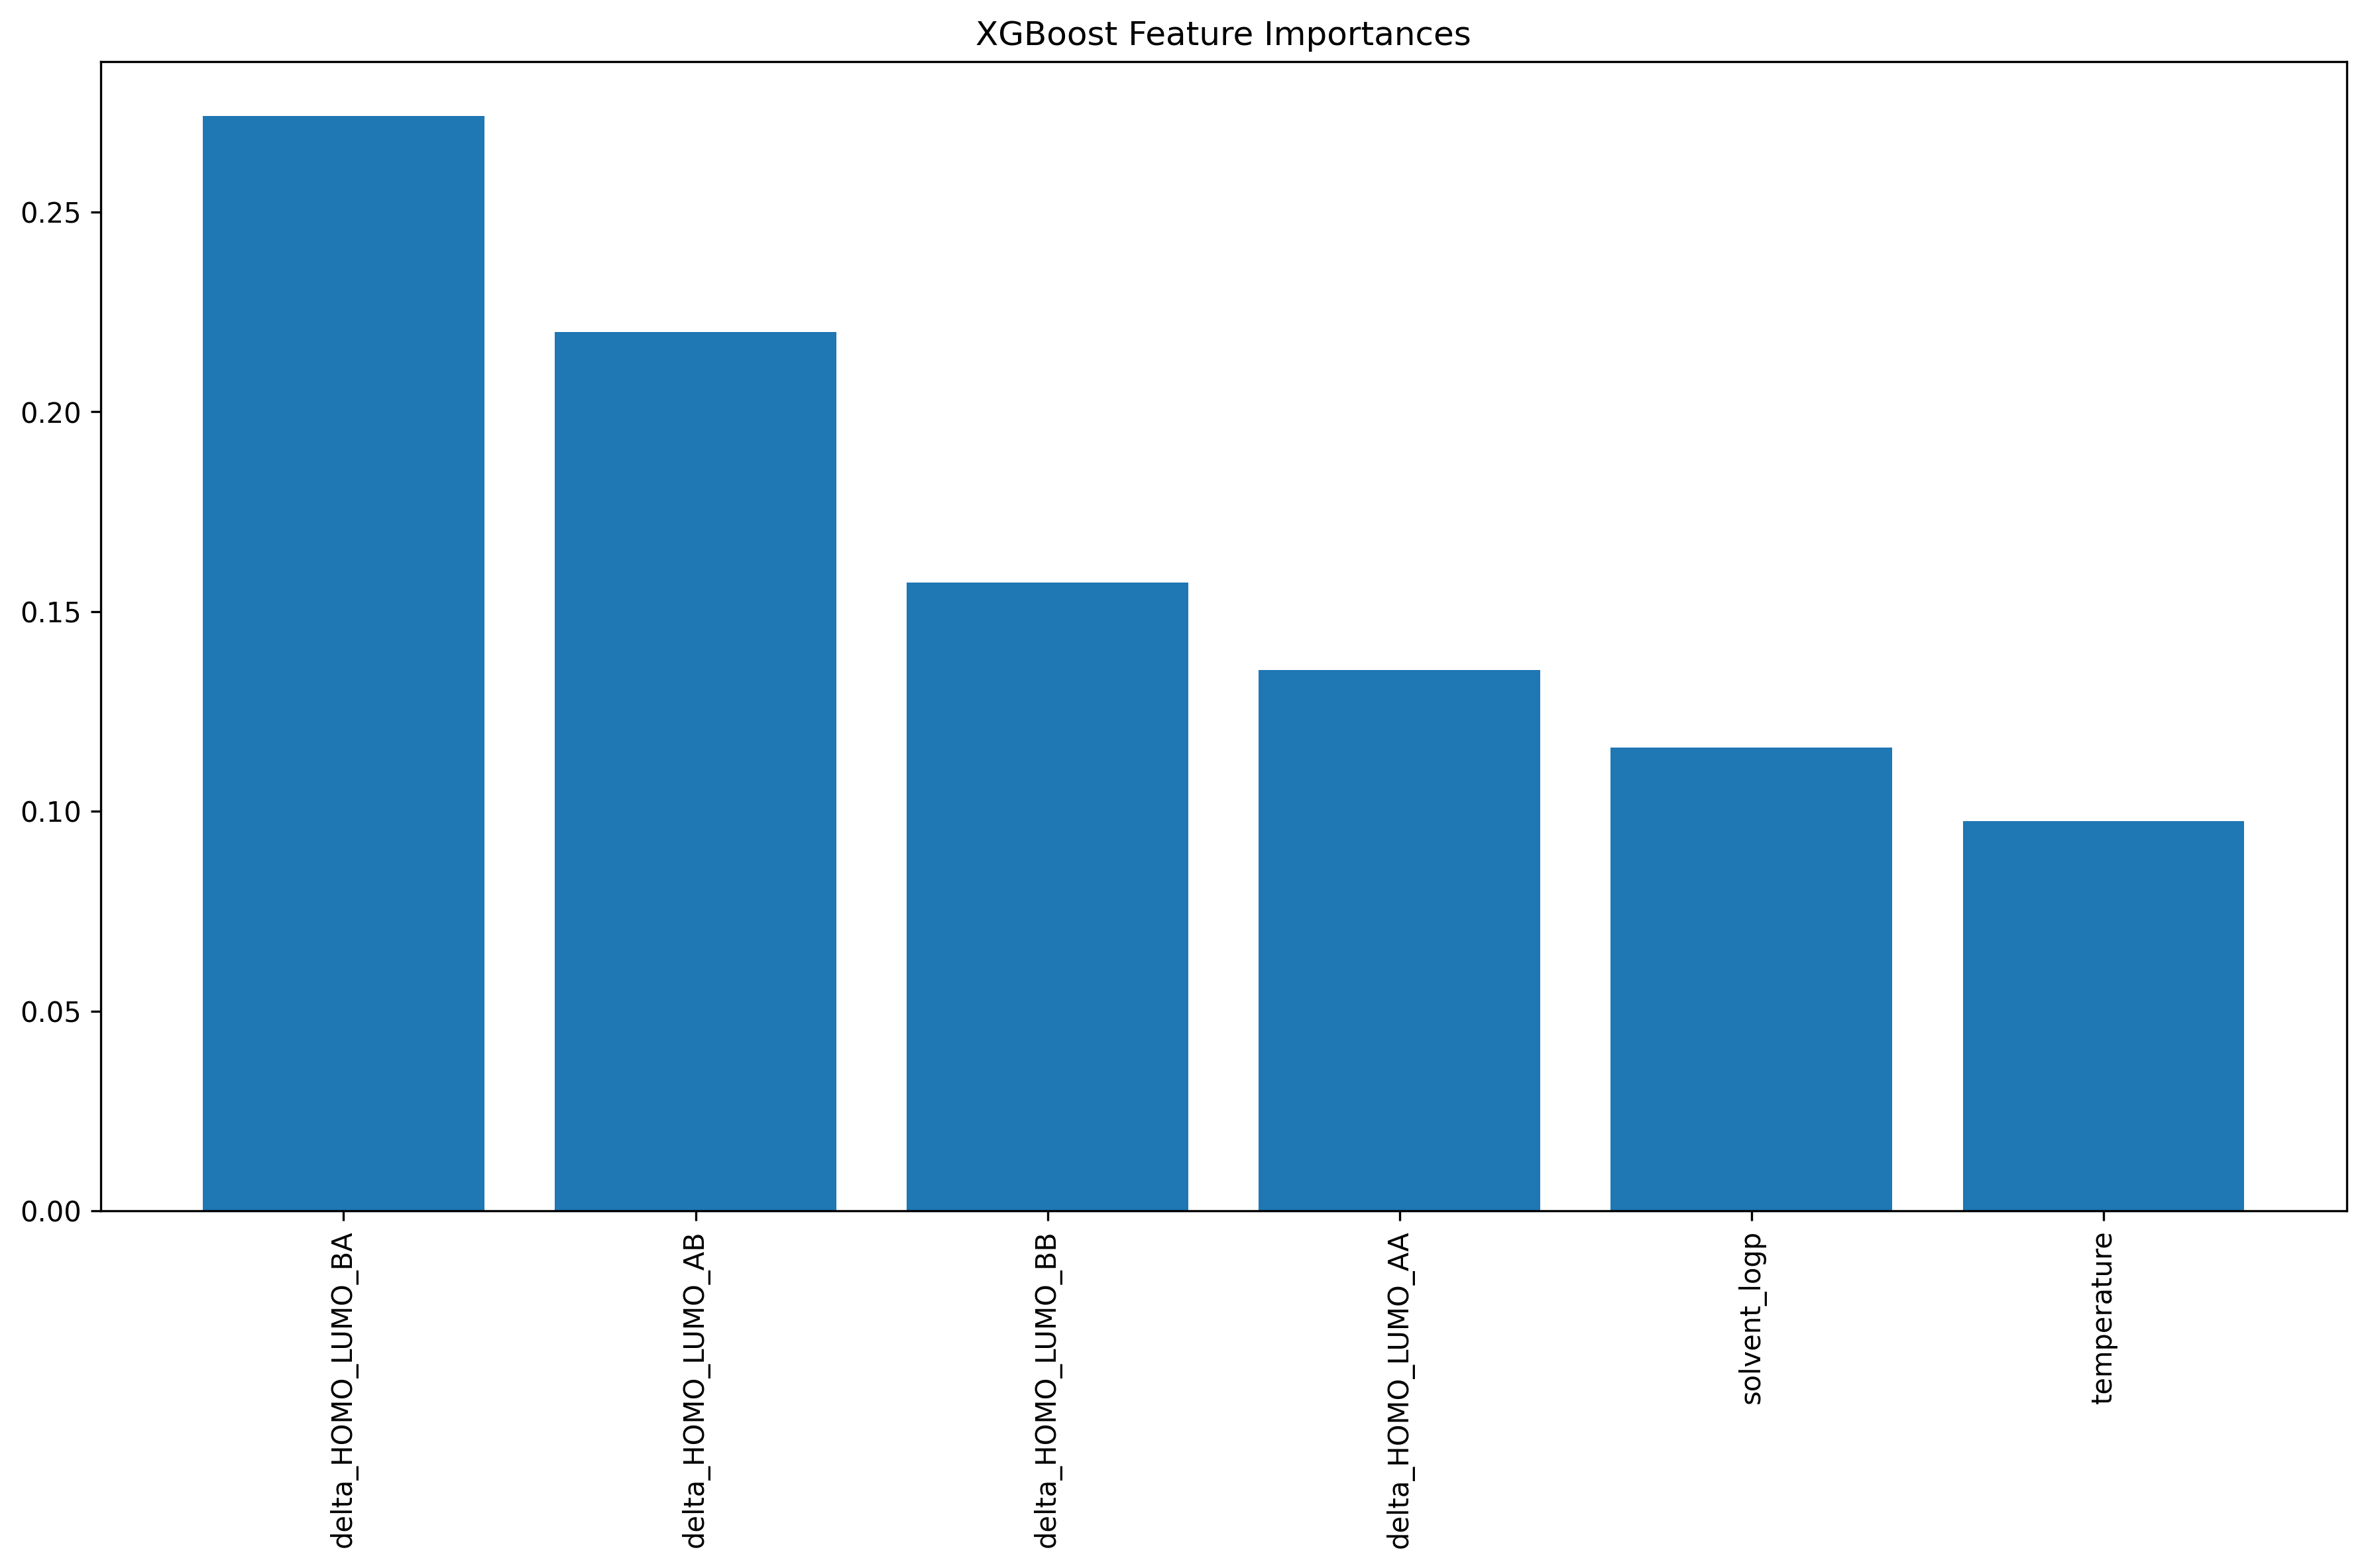 XGBoost Feature Importances
0.25
0.20
0.15
0.10
0.05
0.00
delta_HOMO_LUMO_BA
delta_HOMO_LUMO_AB
delta_HOMO_LUMO_BB
delta_HOMO_LUMO_AA
solvent_logp
temperature